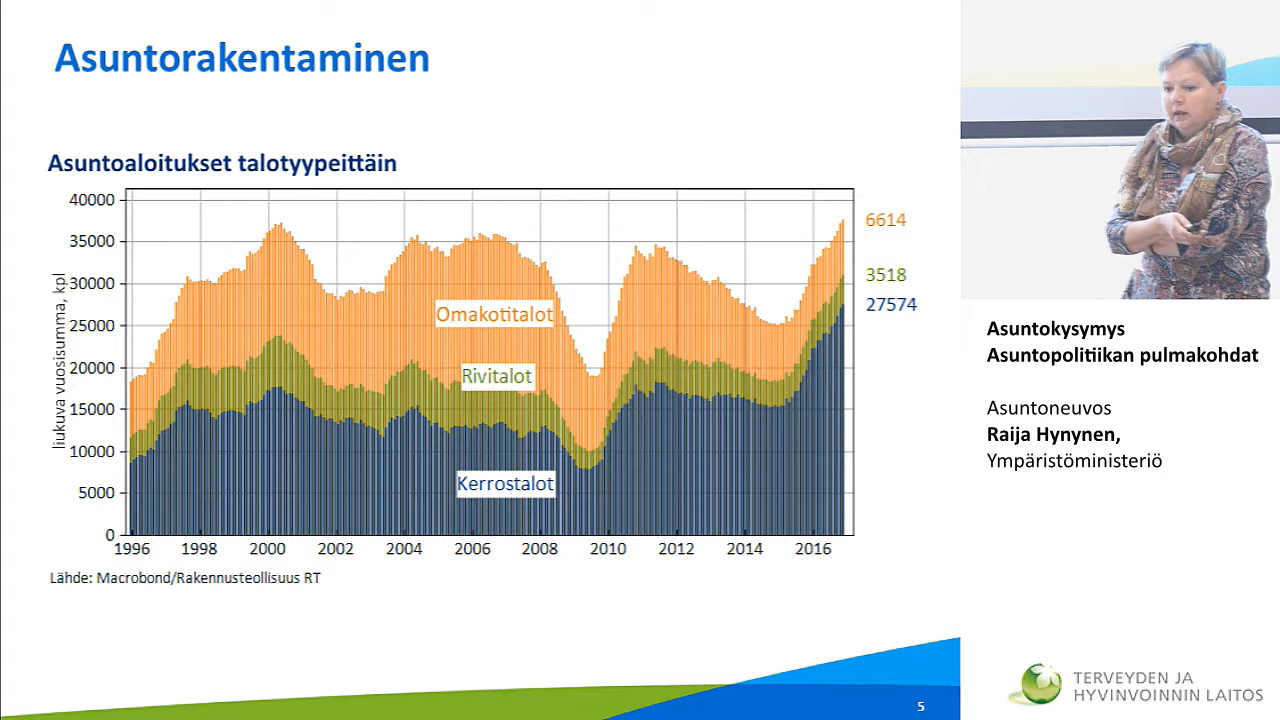 Asuntorakentaminen
Asuntoaloitukset talotyypeittäin
liukuva vuosisumma, kpl
40000
35000
30000
25000
20000
15000
10000
5000
0
1996 1998 2000 2002 2004 2006 2008 2010 2012 2014 2016
Omakotitalot
Rivitalot
Kerrostalot
6614
3518
27574
Lähde: Macrobond/Rakennusteollisuus RT
5
Asuntokysymys
Asuntopolitiikan pulmakohdat
Asuntoneuvos
Raija Hynynen,
Ympäristöministeriö
TERVEYDEN JA
HYVINVOINNIN LAITOS